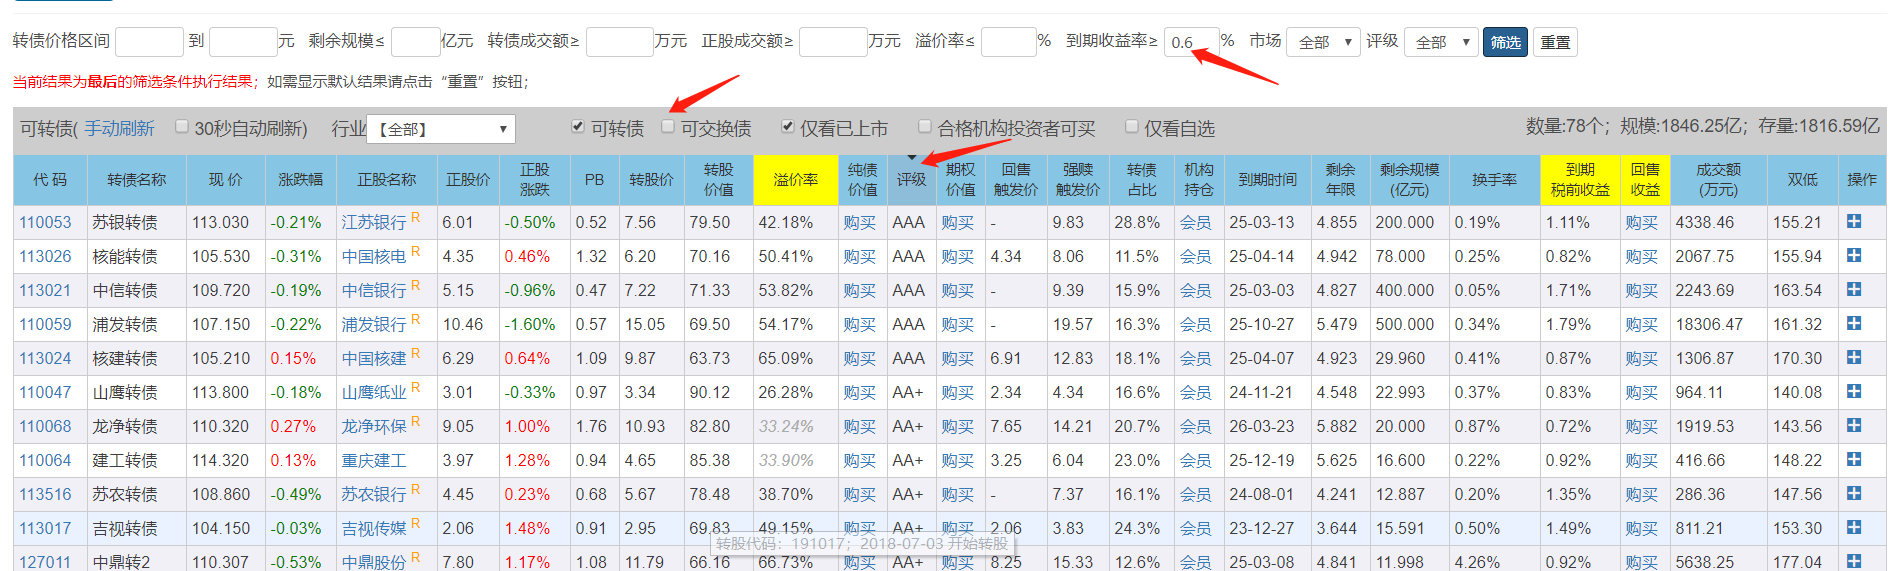 转债价格区间 到 元 剩余规模≤ 亿元 转债成交额≥ 万元 正股成交额≥ 万元 溢价率≤ % 到期收益率≥ 0.6 % 市场 全部 评级 全部 筛选 重置
当前结果为最后的筛选条件执行结果；如需显示默认结果请点击“重置”按钮；
可转债( 手动刷新 30秒自动刷新) 行业 【全部】 可转债 可交换债 仅看已上市 合格机构投资者可买 仅看自选 数量:78个；规模:1846.25亿；存量:1816.59亿
代 码 转债名称 现 价 涨跌幅 正股名称 正股价 正股涨跌 PB 转股价 转股价值 溢价率 纯债价值 评级 期权价值 回售触发价 强赎触发价 转债占比 机构持仓 到期时间 剩余年限 剩余规模(亿元) 换手率 到期税前收益 回售收益 成交额(万元) 双低 操作
110053 苏银转债 113.030 -0.21% 江苏银行 R 6.01 -0.50% 0.52 7.56 79.50 42.18% 购买 AAA 购买 - 9.83 28.8% 会员 25-03-13 4.855 200.000 0.19% 1.11% 购买 4338.46 155.21
113026 核能转债 105.530 -0.31% 中国核电 R 4.35 0.46% 1.32 6.20 70.16 50.41% 购买 AAA 购买 4.34 8.06 11.5% 会员 25-04-14 4.942 78.000 0.25% 0.82% 购买 2067.75 155.94
113021 中信转债 109.720 -0.19% 中信银行 R 5.15 -0.96% 0.47 7.22 71.33 53.82% 购买 AAA 购买 - 9.39 15.9% 会员 25-03-03 4.827 400.000 0.05% 1.71% 购买 2243.69 163.54
110059 浦发转债 107.150 -0.22% 浦发银行 R 10.46 -1.60% 0.57 15.05 69.50 54.17% 购买 AAA 购买 - 19.57 16.3% 会员 25-10-27 5.479 500.000 0.34% 1.79% 购买 18306.47 161.32
113024 核建转债 105.210 0.15% 中国核建 R 6.29 0.64% 1.09 9.87 63.73 65.09% 购买 AAA 购买 6.91 12.83 18.1% 会员 25-04-07 4.923 29.960 0.41% 0.87% 购买 1306.87 170.30
110047 山鹰转债 113.800 -0.18% 山鹰纸业 R 3.01 -0.33% 0.97 3.34 90.12 26.28% 购买 AA+ 购买 2.34 4.34 16.6% 会员 24-11-21 4.548 22.993 0.37% 0.83% 购买 964.11 140.08
110068 龙净转债 110.320 0.27% 龙净环保 R 9.05 1.00% 1.76 10.93 82.80 33.24% 购买 AA+ 购买 7.65 14.21 20.7% 会员 26-03-23 5.882 20.000 0.87% 0.72% 购买 1919.53 143.56
110064 建工转债 114.320 0.13% 重庆建工 3.97 1.28% 0.94 4.65 85.38 33.90% 购买 AA+ 购买 3.25 6.04 23.0% 会员 25-12-19 5.625 16.600 0.22% 0.92% 购买 416.66 148.22
113516 苏农转债 108.860 -0.49% 苏农银行 R 4.45 0.23% 0.68 5.67 78.48 38.70% 购买 AA+ 购买 - 7.37 16.1% 会员 24-08-01 4.241 12.887 0.20% 1.35% 购买 286.36 147.56
113017 吉视转债 104.150 -0.03% 吉视传媒 R 2.06 1.48% 0.91 2.95 69.83 49.15% 购买 AA+ 购买 2.06 3.83 24.3% 会员 23-12-27 3.644 15.591 0.50% 1.49% 购买 811.21 153.30
转股代码：191017；2018-07-03 开始转股
127011 中鼎转2 110.307 -0.53% 中鼎股份 R 7.80 1.17% 1.08 11.79 66.16 66.73% 购买 AA+ 购买 8.25 15.33 12.6% 会员 25-03-08 4.841 11.998 4.26% 0.92% 购买 5638.25 177.04